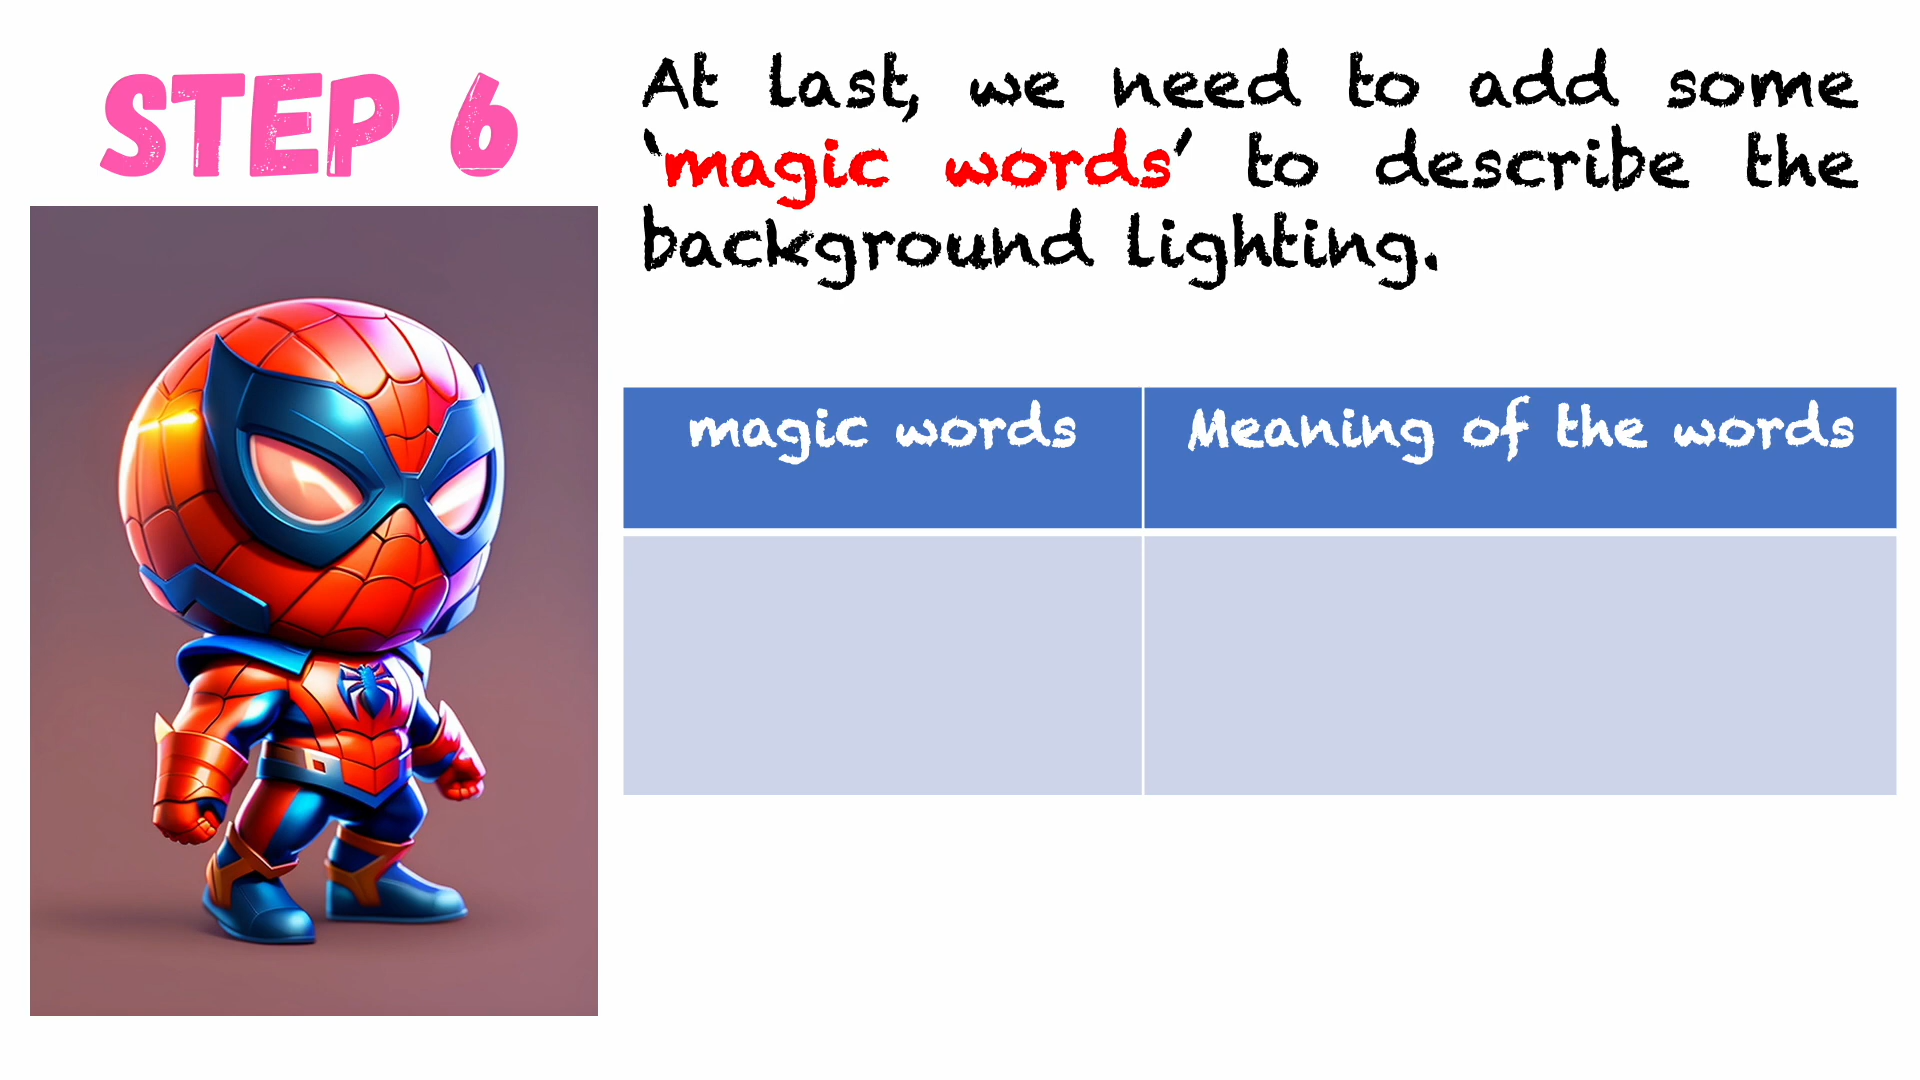 STEP 6
At last, we need to add some
‘magic words’ to describe the
background lighting.
magic words
Meaning of the words